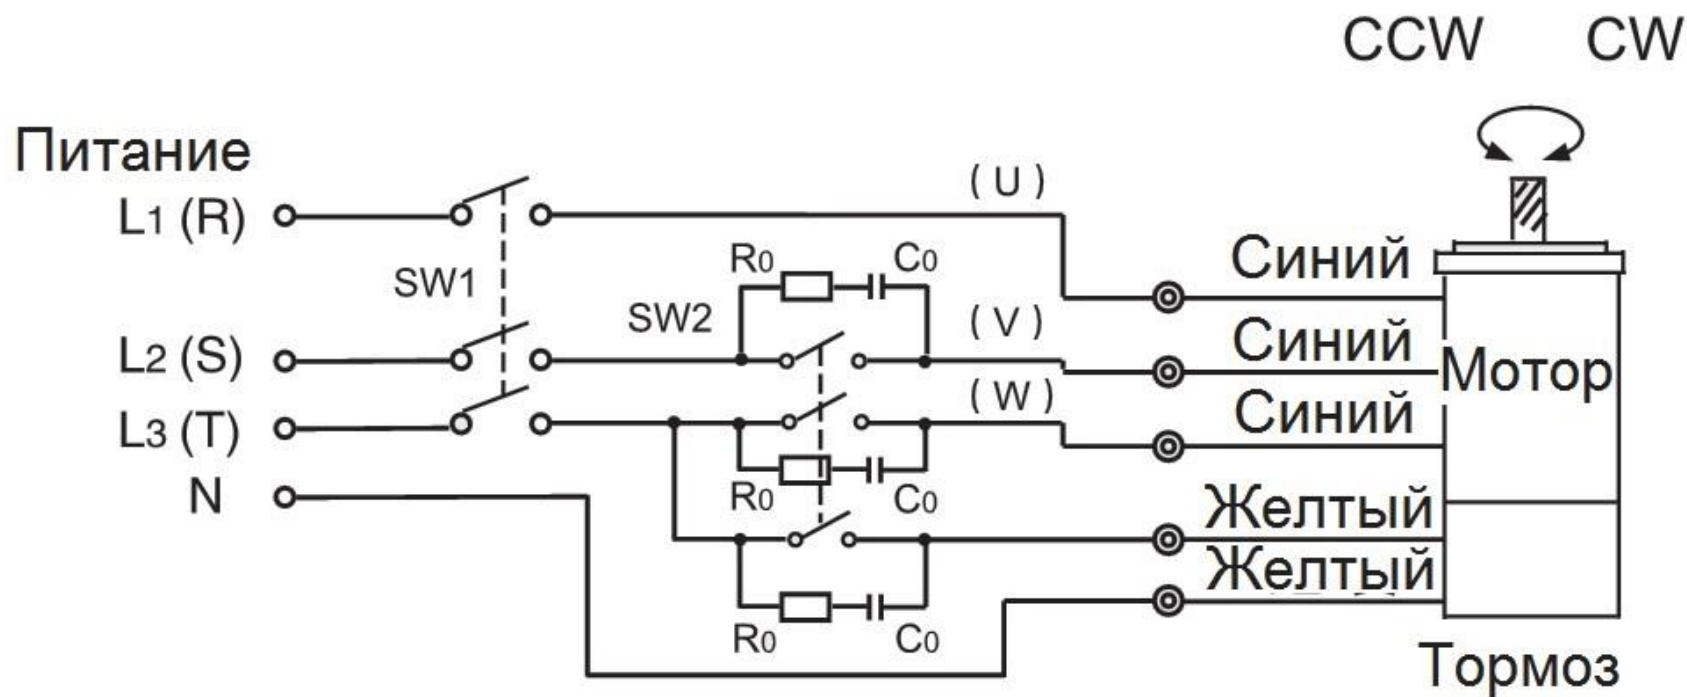 CCW CW
Питание
L1 (R)
( U )
SW1
R0 C0
Синий
SW2
( V )
L2 (S)
Синий
Мотор
L3 (T)
( W )
Синий
R0 C0
N
Желтый
Желтый
R0 C0
Тормоз